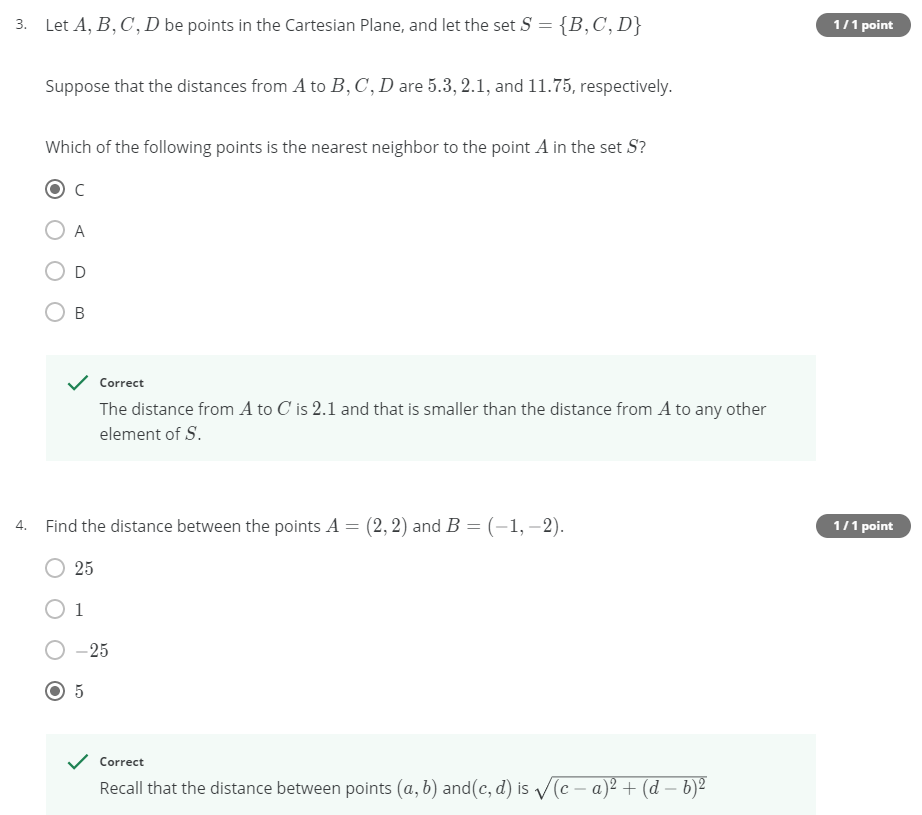 3. Let A, B, C, D be points in the Cartesian Plane, and let the set S = {B, C, D}
1 / 1 point
Suppose that the distances from A to B, C, D are 5.3, 2.1, and 11.75, respectively.
Which of the following points is the nearest neighbor to the point A in the set S?
C
A
D
B
Correct
The distance from A to C is 2.1 and that is smaller than the distance from A to any other
element of S.
4. Find the distance between the points A = (2, 2) and B = (−1, −2).
1 / 1 point
25
1
−25
5
Correct
Recall that the distance between points (a, b) and(c, d) is √(c − a)² + (d − b)²